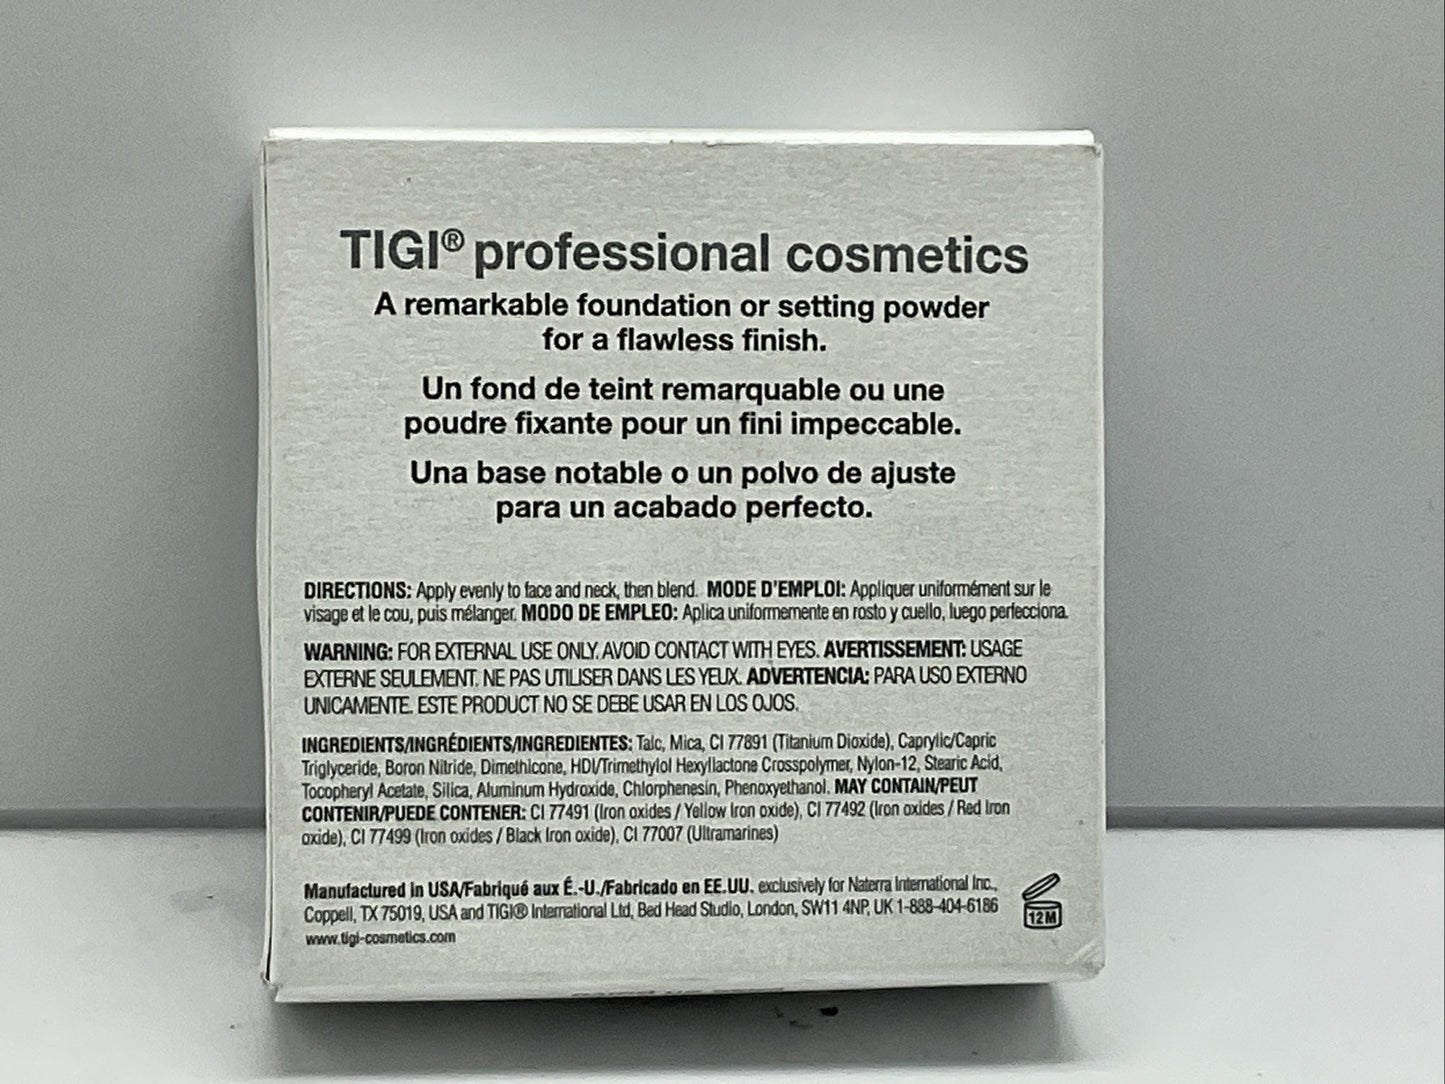 TIGI® professional cosmetics
A remarkable foundation or setting powder
for a flawless finish.
Un fond de teint remarquable ou une
poudre fixante pour un fini impeccable.
Una base notable o un polvo de ajuste
para un acabado perfecto.
DIRECTIONS: Apply evenly to face and neck, then blend. MODE D'EMPLOI: Appliquer uniformément sur le
visage et le cou, puis mélanger. MODO DE EMPLEO: Aplica uniformemente en rosto y cuello, luego perfecciona.
WARNING: FOR EXTERNAL USE ONLY. AVOID CONTACT WITH EYES. AVERTISSEMENT: USAGE
EXTERNE SEULEMENT. NE PAS UTILISER DANS LES YEUX. ADVERTENCIA: PARA USO EXTERNO
UNICAMENTE. ESTE PRODUCT NO SE DEBE USAR EN LOS OJOS.
INGREDIENTS/INGRÉDIENTS/INGREDIENTES: Talc, Mica, CI 77891 (Titanium Dioxide), Caprylic/Capric
Triglyceride, Boron Nitride, Dimethicone, HDI/Trimethylol Hexyllactone Crosspolymer, Nylon-12, Stearic Acid,
Tocopheryl Acetate, Silica, Aluminum Hydroxide, Chlorphenesin, Phenoxyethanol. MAY CONTAIN/PEUT
CONTENIR/PUEDE CONTENER: CI 77491 (Iron oxides / Yellow Iron oxide), CI 77492 (Iron oxides / Red Iron
oxide), CI 77499 (Iron oxides / Black Iron oxide), CI 77007 (Ultramarines)
Manufactured in USA/Fabriqué aux É.-U./Fabricado en EE.UU. exclusively for Naterra International Inc.,
Coppell, TX 75019, USA and TIGI® International Ltd, Bed Head Studio, London, SW11 4NP, UK 1-888-404-6186
www.tigi-cosmetics.com
12M